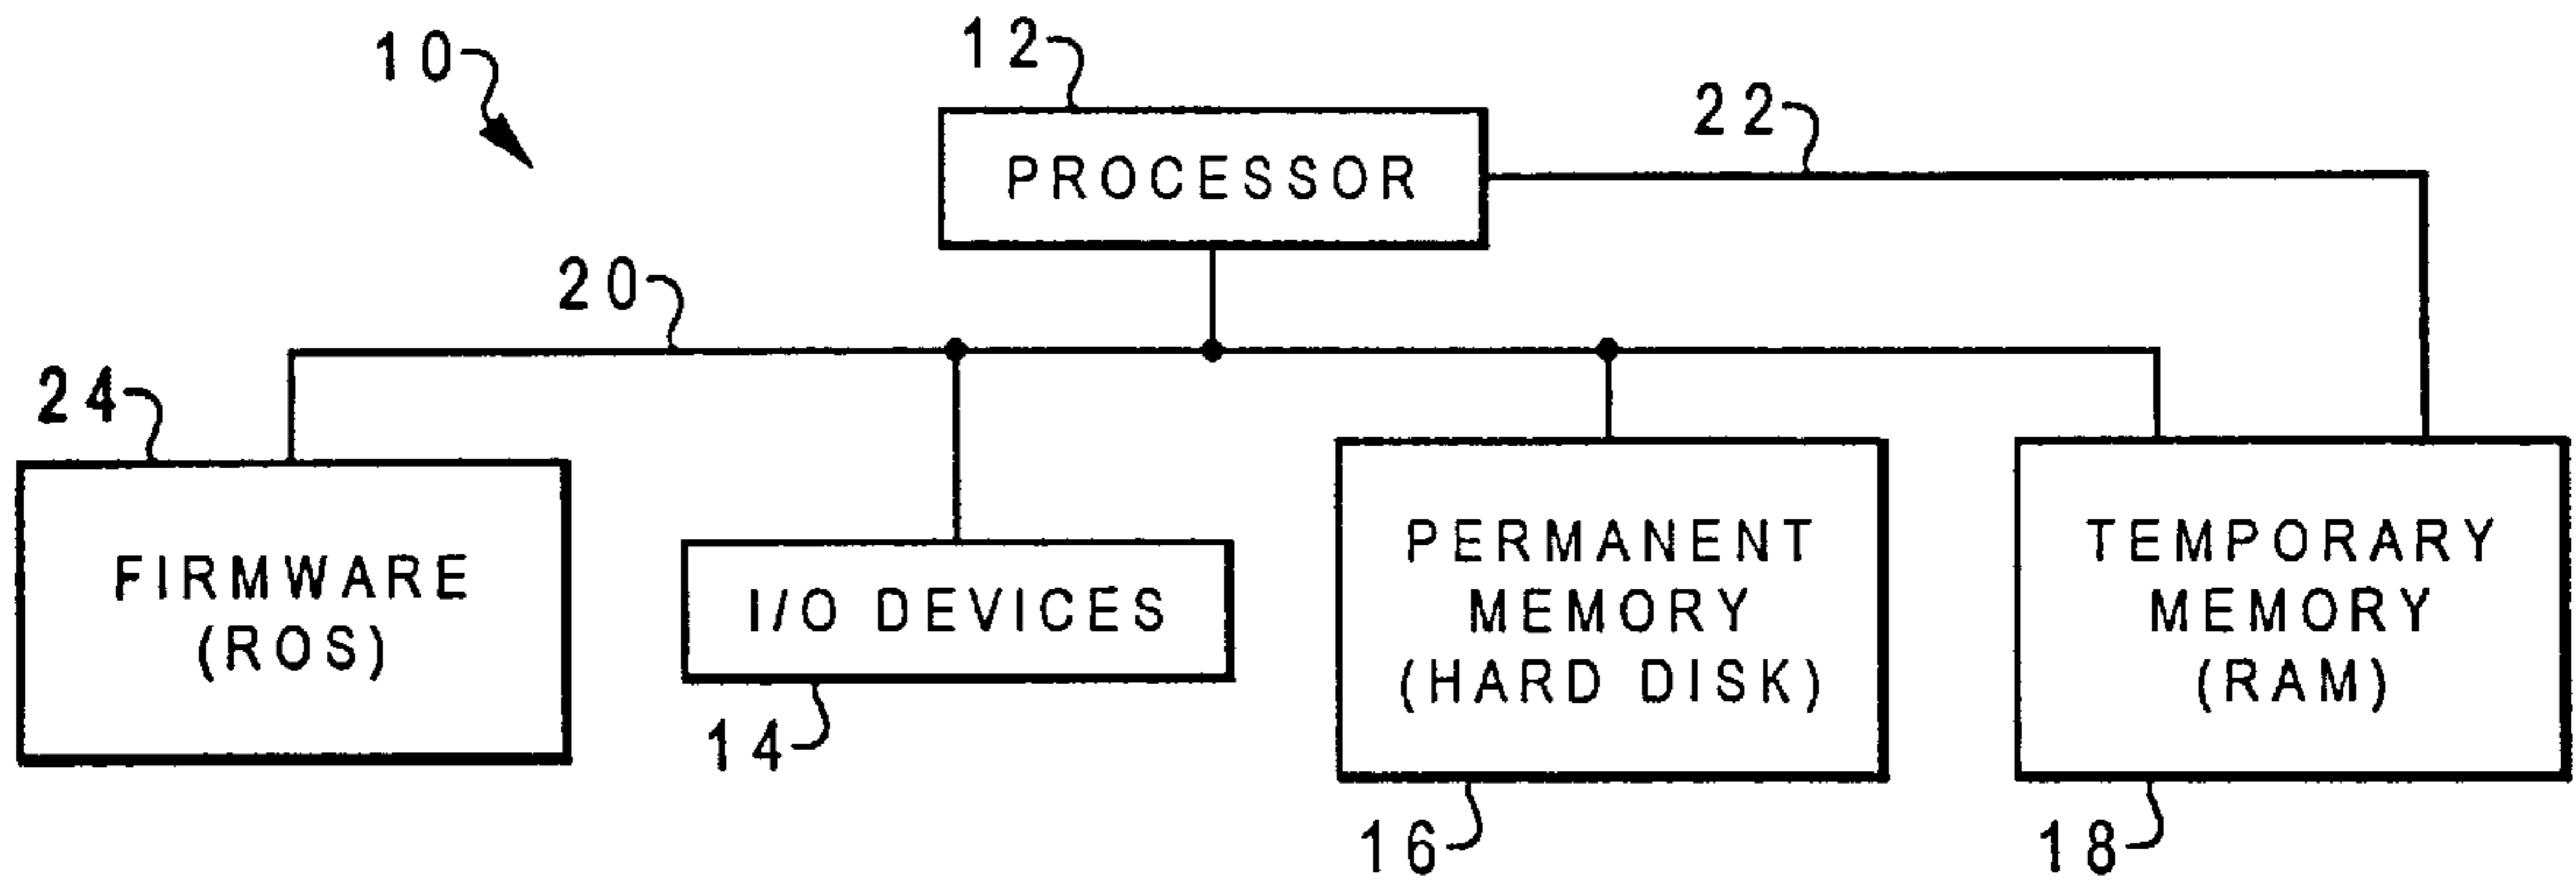 10
12
22
PROCESSOR
20
24
FIRMWARE
(ROS)
I/O DEVICES
14
PERMANENT
MEMORY
(HARD DISK)
16
TEMPORARY
MEMORY
(RAM)
18